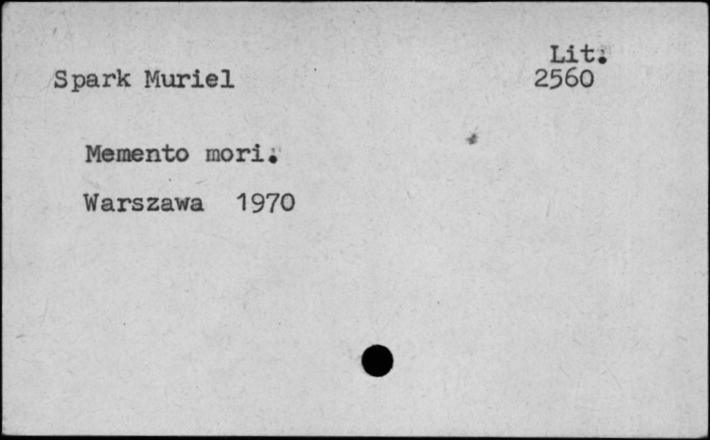 Lit.
Spark Muriel 2560
Memento mori.
Warszawa 1970